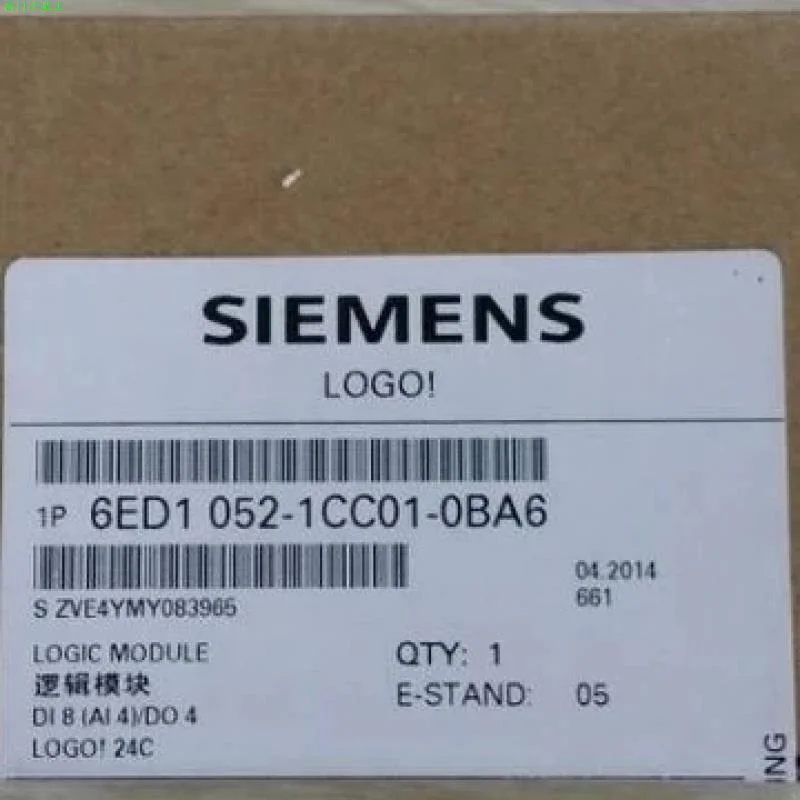 SIEMENS
LOGO!
1P 6ED1 052-1CC01-0BA6
S ZVE4YMY083965
04.2014
661
LOGIC MODULE
逻辑模块
DI 8 (AI 4)/DO 4
LOGO! 24C
QTY: 1
E-STAND: 05
ING